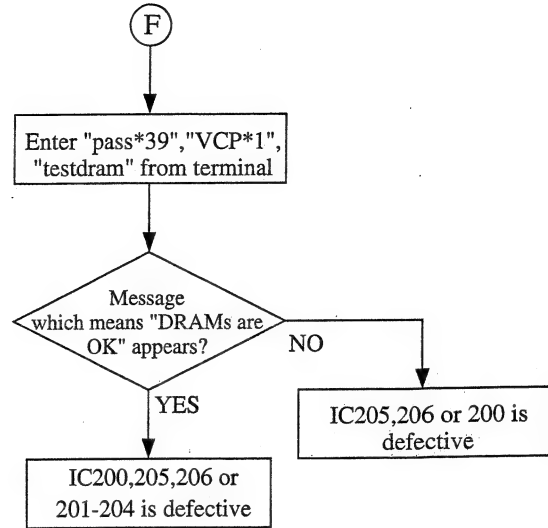 F
Enter "pass*39","VCP*1",
"testdram" from terminal
Message
which means "DRAMs are
OK" appears?
NO
YES
IC205,206 or 200 is
defective
IC200,205,206 or
201-204 is defective